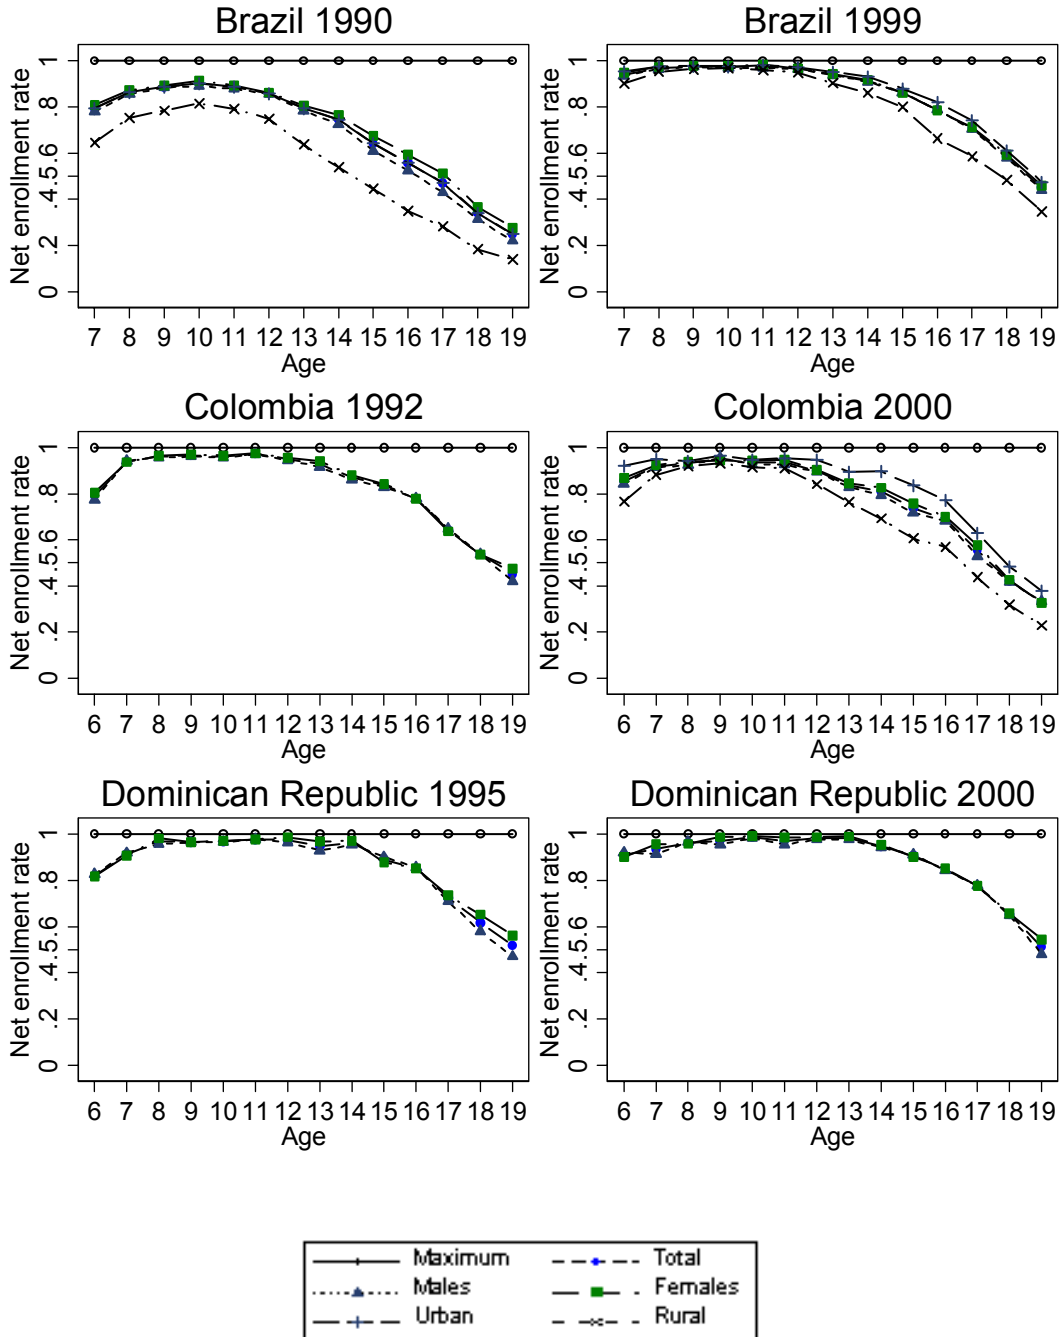 Brazil 1990
Net enrollment rate
0 .2 .4 .5 .6 .8 1
7 8 9 10 11 12 13 14 15 16 17 18 19
Age
Brazil 1999
Net enrollment rate
0 .2 .4 .5 .6 .8 1
7 8 9 10 11 12 13 14 15 16 17 18 19
Age
Colombia 1992
Net enrollment rate
0 .2 .4 .5 .6 .8 1
6 7 8 9 10 11 12 13 14 15 16 17 18 19
Age
Colombia 2000
Net enrollment rate
0 .2 .4 .5 .6 .8 1
6 7 8 9 10 11 12 13 14 15 16 17 18 19
Age
Dominican Republic 1995
Net enrollment rate
0 .2 .4 .5 .6 .8 1
6 7 8 9 10 11 12 13 14 15 16 17 18 19
Age
Dominican Republic 2000
Net enrollment rate
0 .2 .4 .5 .6 .8 1
6 7 8 9 10 11 12 13 14 15 16 17 18 19
Age
Maximum Total
Males Females
Urban Rural